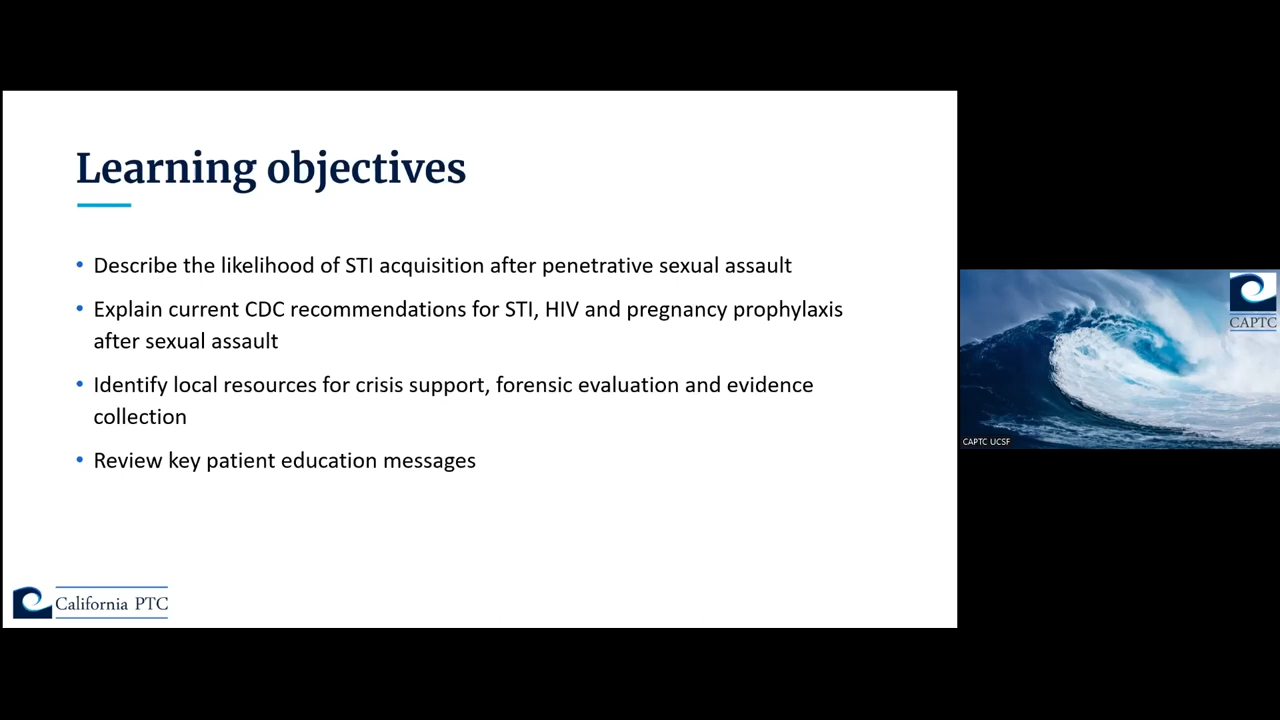 Learning objectives
• Describe the likelihood of STI acquisition after penetrative sexual assault
• Explain current CDC recommendations for STI, HIV and pregnancy prophylaxis
after sexual assault
• Identify local resources for crisis support, forensic evaluation and evidence
collection
• Review key patient education messages
California PTC
CAPTC
CAPTC UCSF